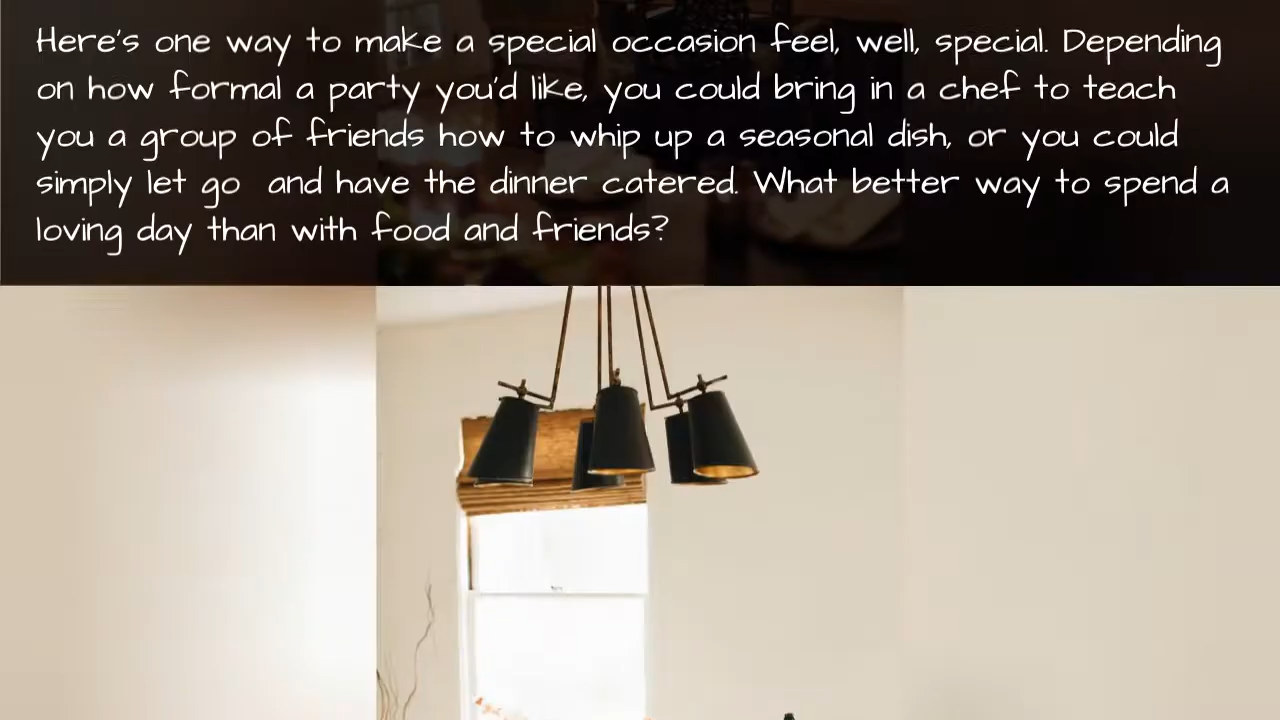 Here's one way to make a special occasion feel, well, special. Depending
on how formal a party you'd like, you could bring in a chef to teach
you a group of friends how to whip up a seasonal dish, or you could
simply let go  and have the dinner catered. What better way to spend a
loving day than with food and friends?